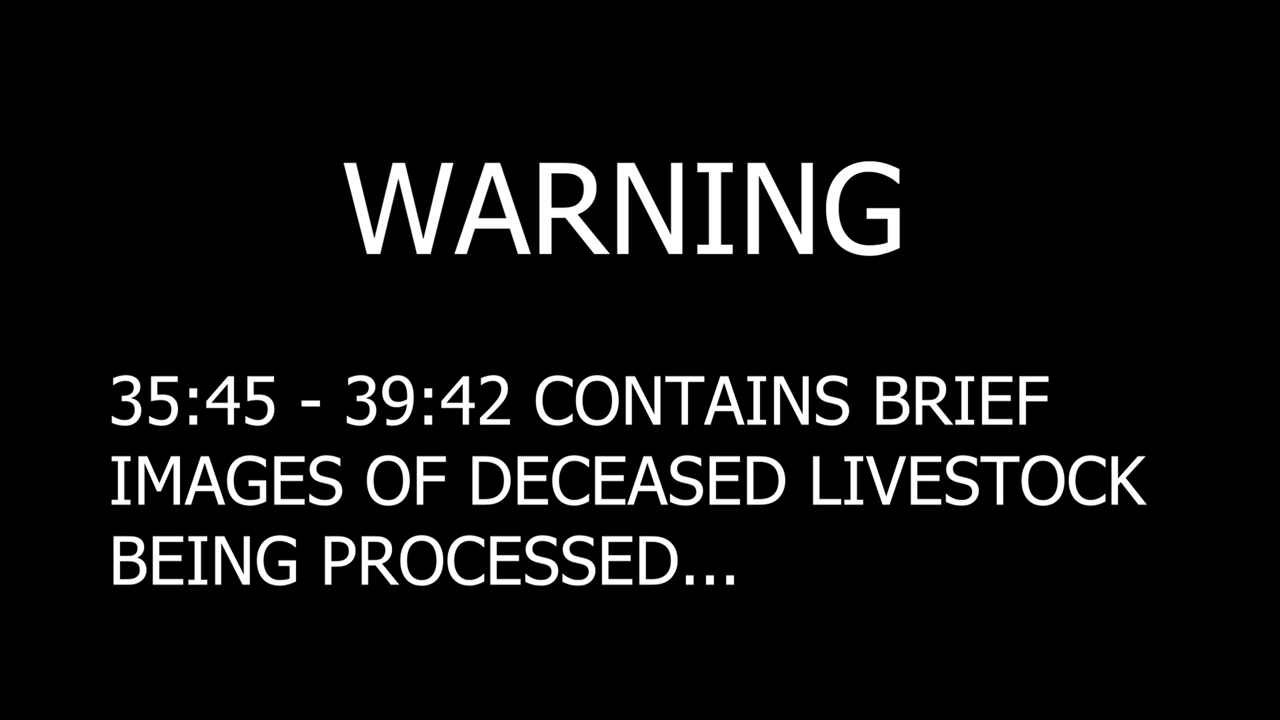 WARNING
35:45 - 39:42 CONTAINS BRIEF
IMAGES OF DECEASED LIVESTOCK
BEING PROCESSED...